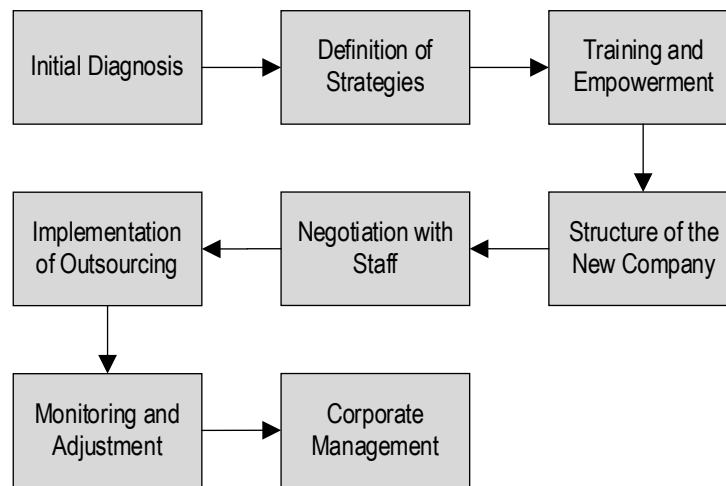 Initial Diagnosis
Definition of
Strategies
Training and
Empowerment
Structure of the
New Company
Negotiation with
Staff
Implementation
of Outsourcing
Monitoring and
Adjustment
Corporate
Management